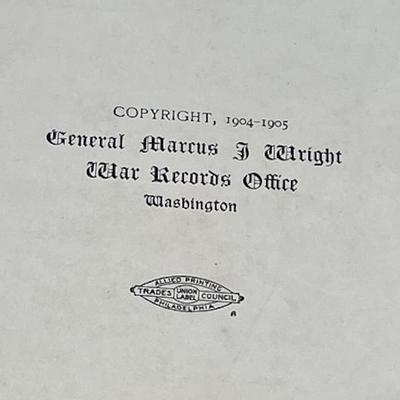 COPYRIGHT, 1904-1905
General Marcus J Wright
War Records Office
Washington
ALLIED PRINTING
TRADES UNION LABEL COUNCIL
PHILADELPHIA